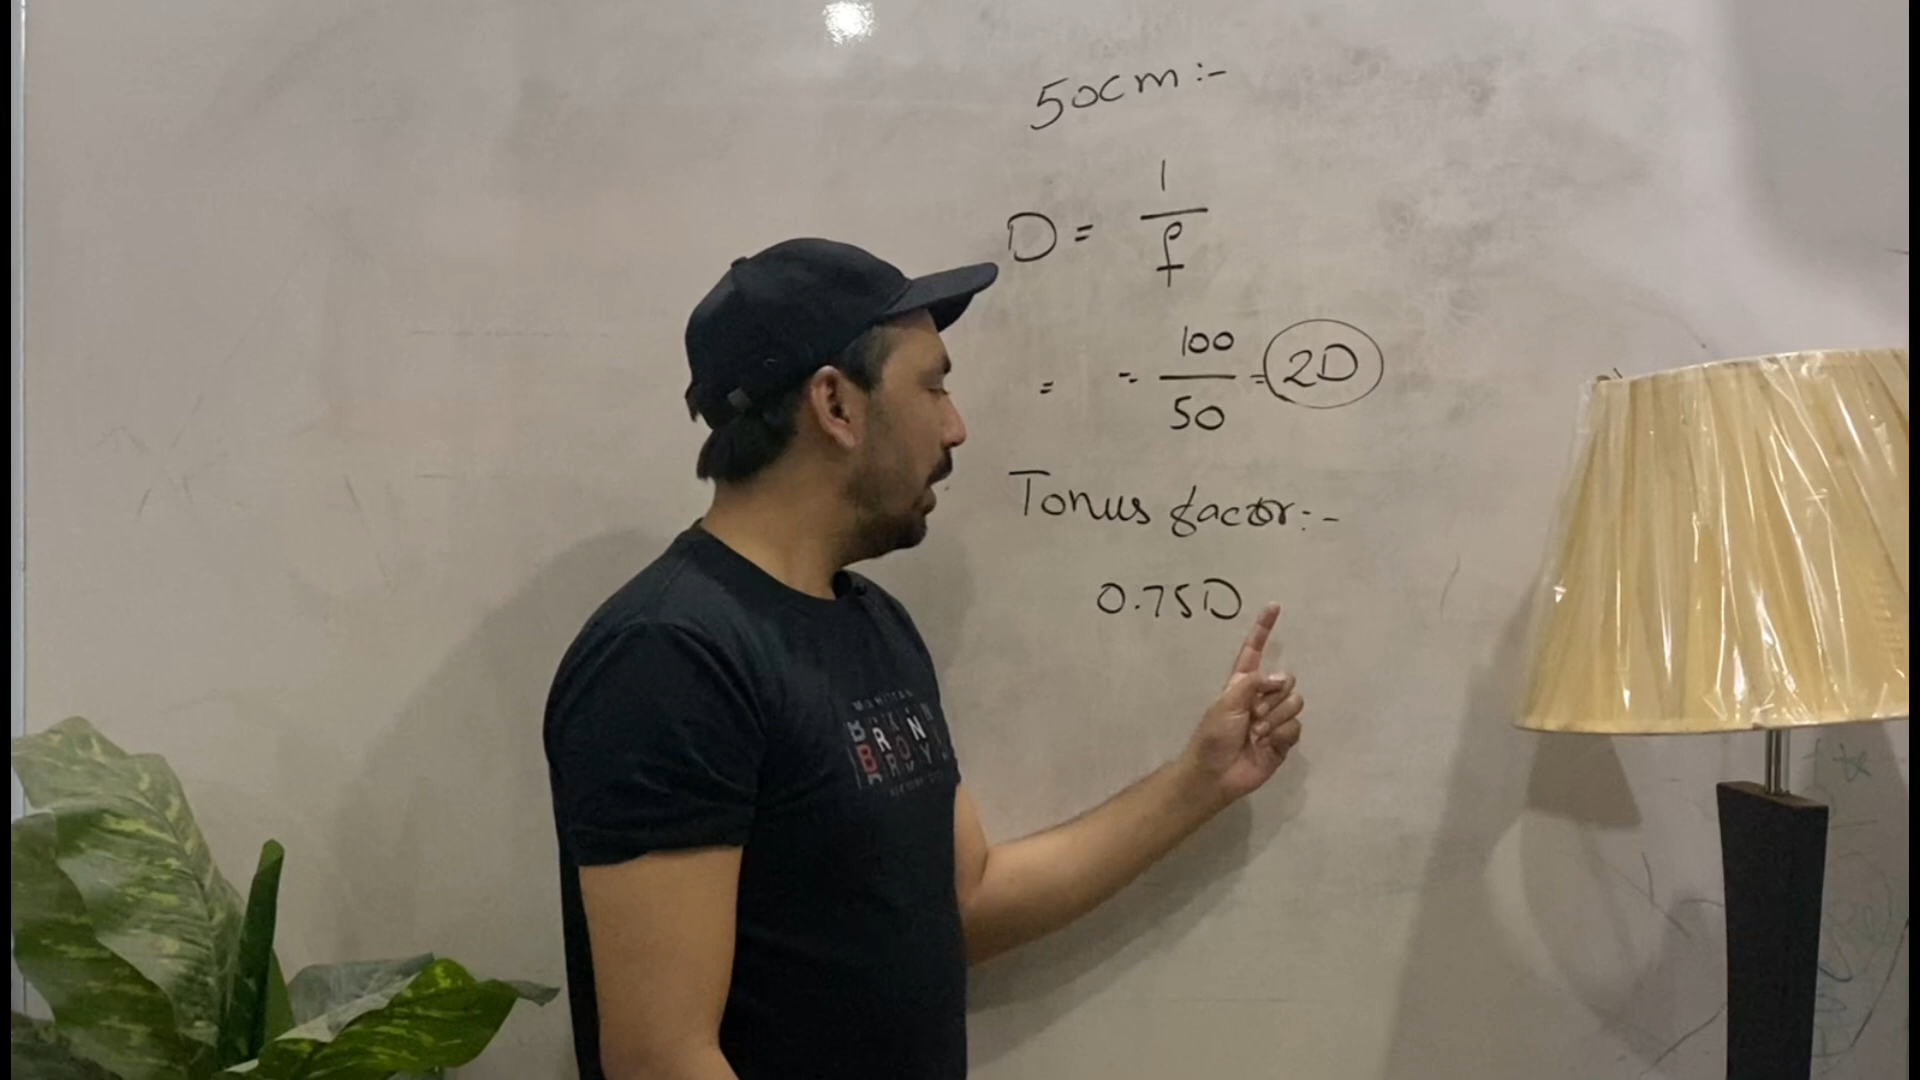 50cm:-
D = 1/f
= = 100/50 = 2D
Tonus factor:-
0.75D